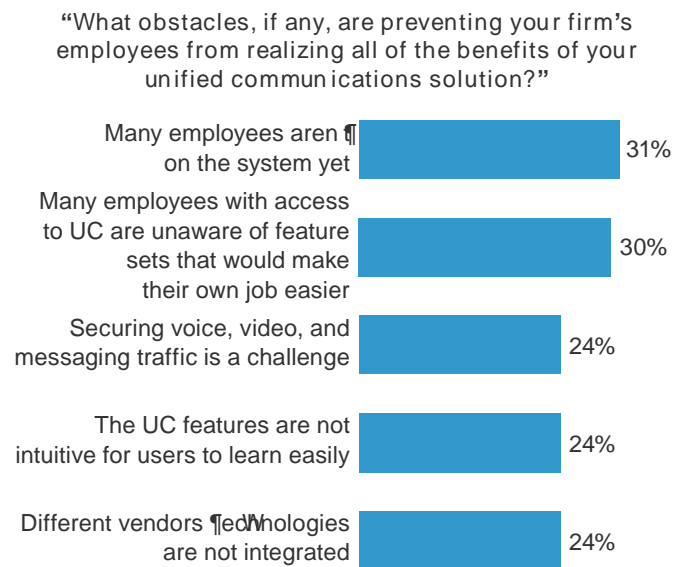 “What obstacles, if any, are preventing your firm’s
employees from realizing all of the benefits of your
unified communications solution?”
Many employees aren¶t
on the system yet
31%
Many employees with access
to UC are unaware of feature
sets that would make
their own job easier
30%
Securing voice, video, and
messaging traffic is a challenge
24%
The UC features are not
intuitive for users to learn easily
24%
Different vendors
are not integrated
24%